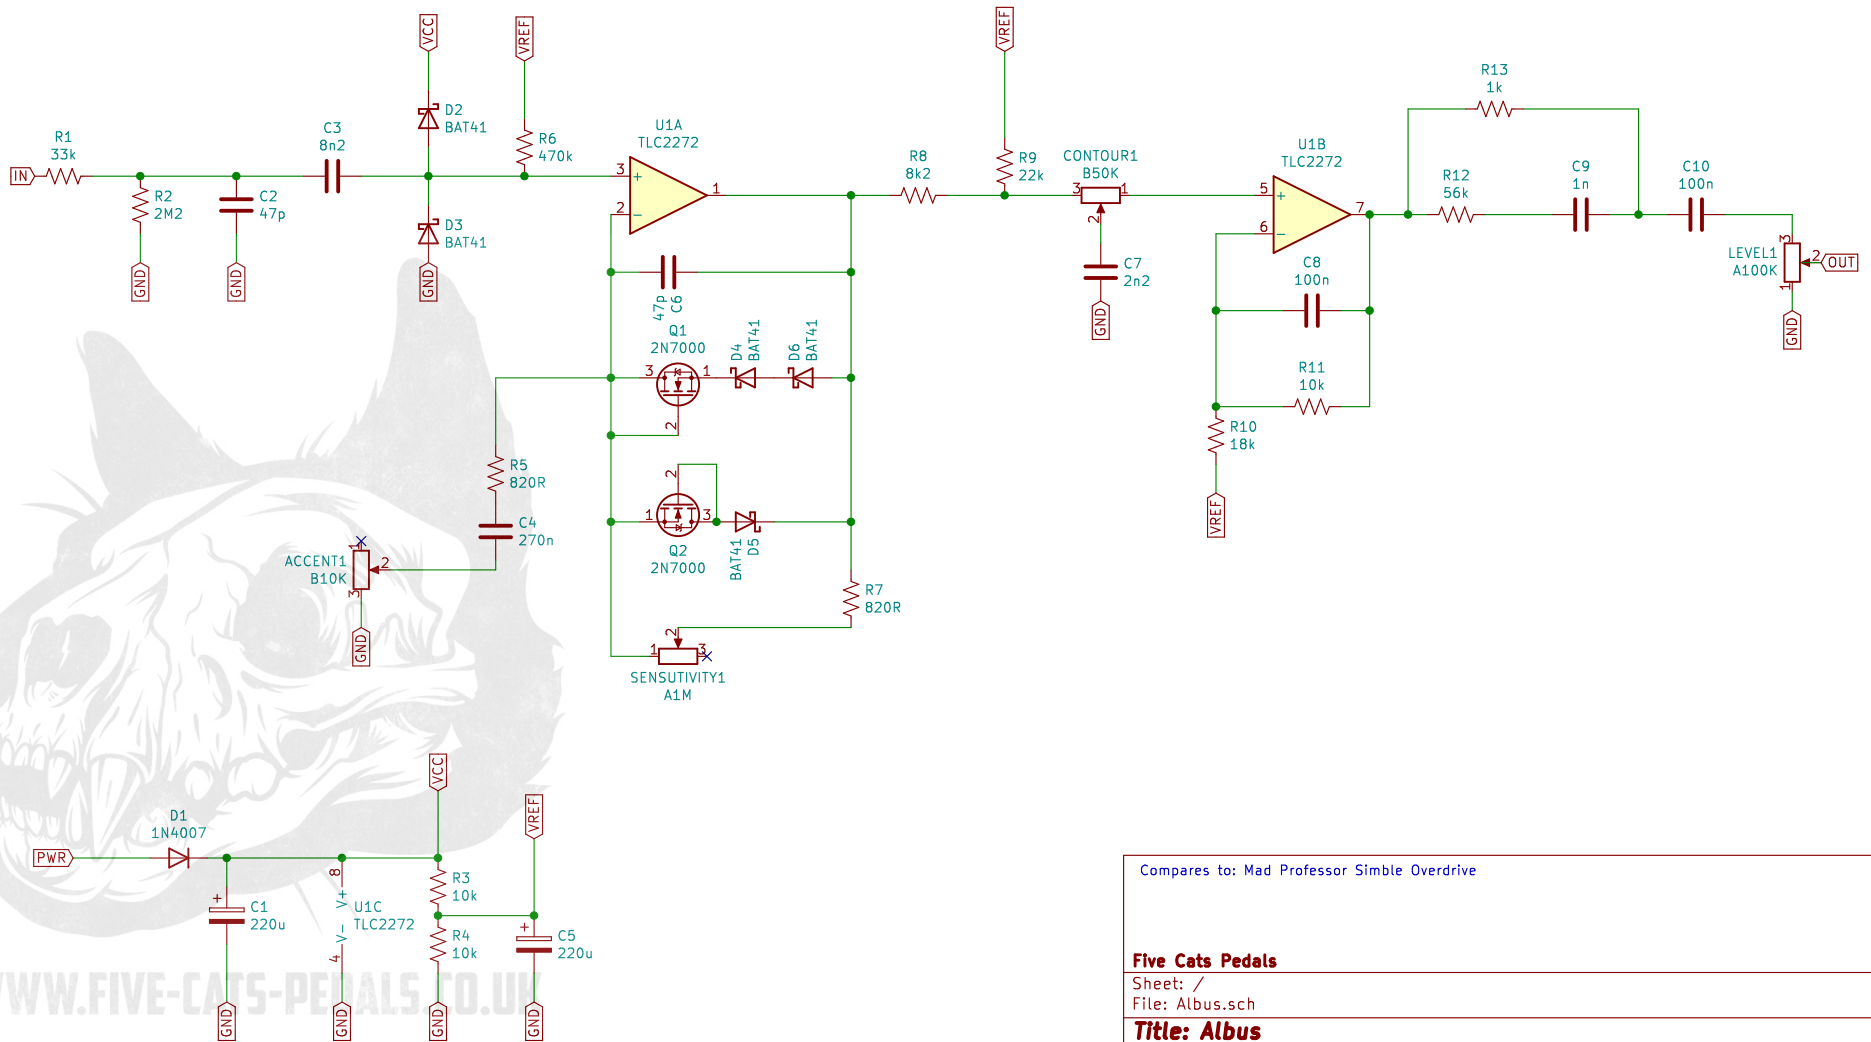 VCC
VREF
VREF
D2
BAT41
R13
1k
R1
33k
C3
8n2
R6
470k
U1A
TLC2272
R8
8k2
R9
22k
CONTOUR1
B50K
U1B
TLC2272
R12
56k
C9
1n
C10
100n
IN
3
+
2
−
1
3
1
2
5
+
6
−
7
R2
2M2
C2
47p
D3
BAT41
GND
GND
GND
C7
2n2
GND
C8
100n
LEVEL1
A100K
3
2
1
OUT
GND
47p
C6
Q1
2N7000
D4
BAT41
D6
BAT41
3
1
2
R11
10k
R10
18k
VREF
R5
820R
C4
270n
2
1
3
Q2
2N7000
BAT41
D5
ACCENT1
B10K
1
2
3
GND
R7
820R
1
2
3
SENSUTIVITY1
A1M
VCC
VREF
D1
1N4007
PWR
8
V+
V-
4
U1C
TLC2272
+
C1
220u
R3
10k
R4
10k
+
C5
220u
GND
GND
GND
GND
WWW.FIVE-CATS-PEDALS.CO.UK
Compares to: Mad Professor Simble Overdrive
Five Cats Pedals
Sheet: /
File: Albus.sch
Title: Albus